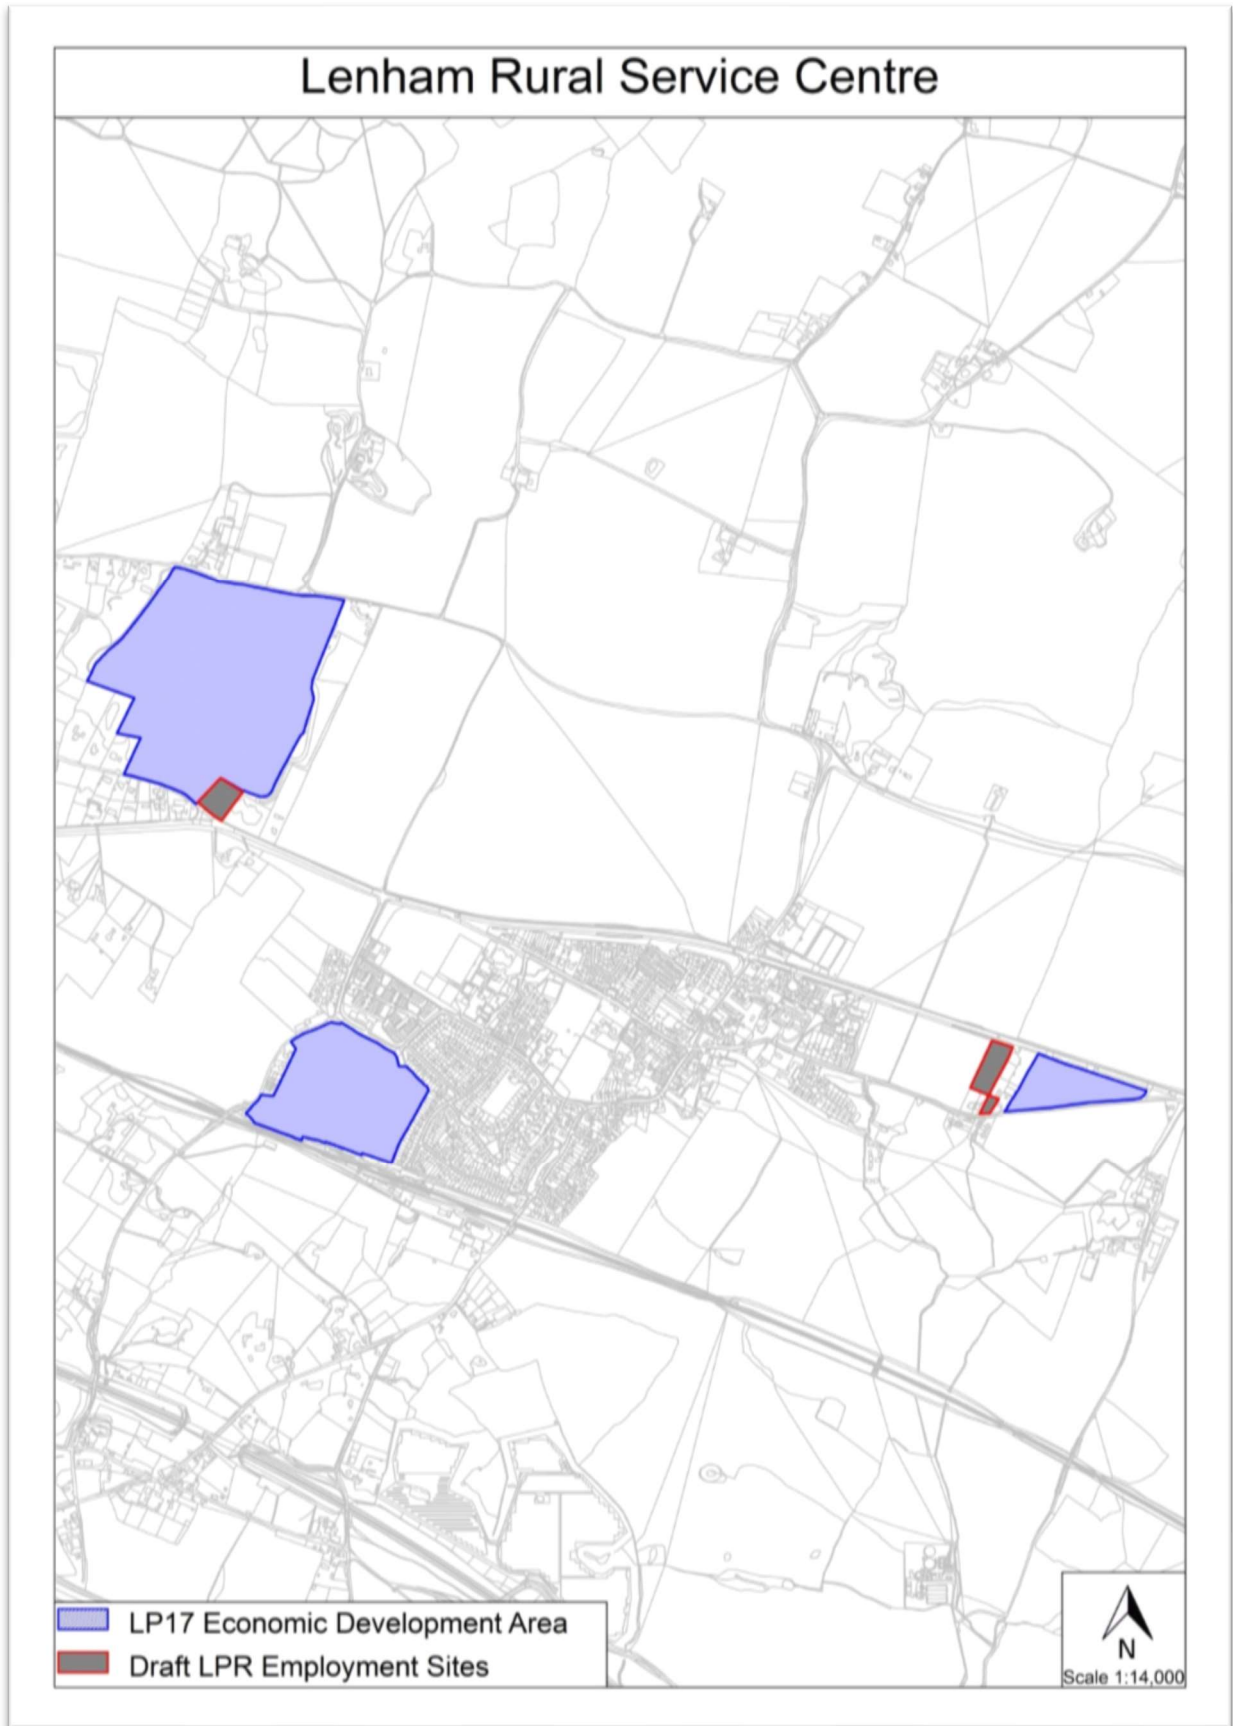 Lenham Rural Service Centre
LP17 Economic Development Area
Draft LPR Employment Sites
N
Scale 1:14,000